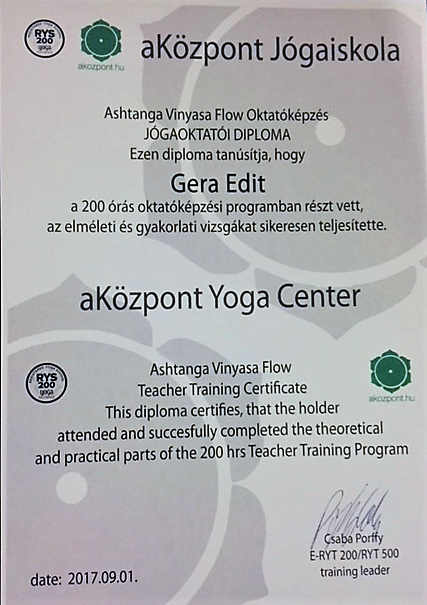 RYS
200
yoga
akozpont.hu
aKözpont Jógaiskola
Ashtanga Vinyasa Flow Oktatóképzés
JÓGAOKTATÓI DIPLOMA
Ezen diploma tanúsítja, hogy
Gera Edit
a 200 órás oktatóképzési programban részt vett,
az elméleti és gyakorlati vizsgákat sikeresen teljesítette.
aKözpont Yoga Center
RYS
200
yoga
akozpont.hu
Ashtanga Vinyasa Flow
Teacher Training Certificate
This diploma certifies, that the holder
attended and succesfully completed the theoretical
and practical parts of the 200 hrs Teacher Training Program
Csaba Porffy
E-RYT 200/RYT 500
training leader
date: 2017.09.01.